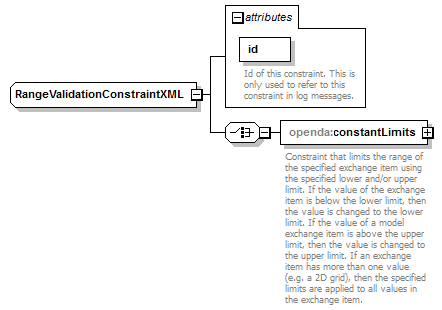 attributes
id
Id of this constraint. This is
only used to refer to this
constraint in log messages.
RangeValidationConstraintXML
openda:constantLimits
Constraint that limits the range of
the specified exchange item using
the specified lower and/or upper
limit. If the value of the exchange
item is below the lower limit, then
the value is changed to the lower
limit. If the value of a model
exchange item is above the upper
limit, then the value is changed to
the upper limit. If an exchange
item has more than one value
(e.g. a 2D grid), then the specified
limits are applied to all values in
the exchange item.